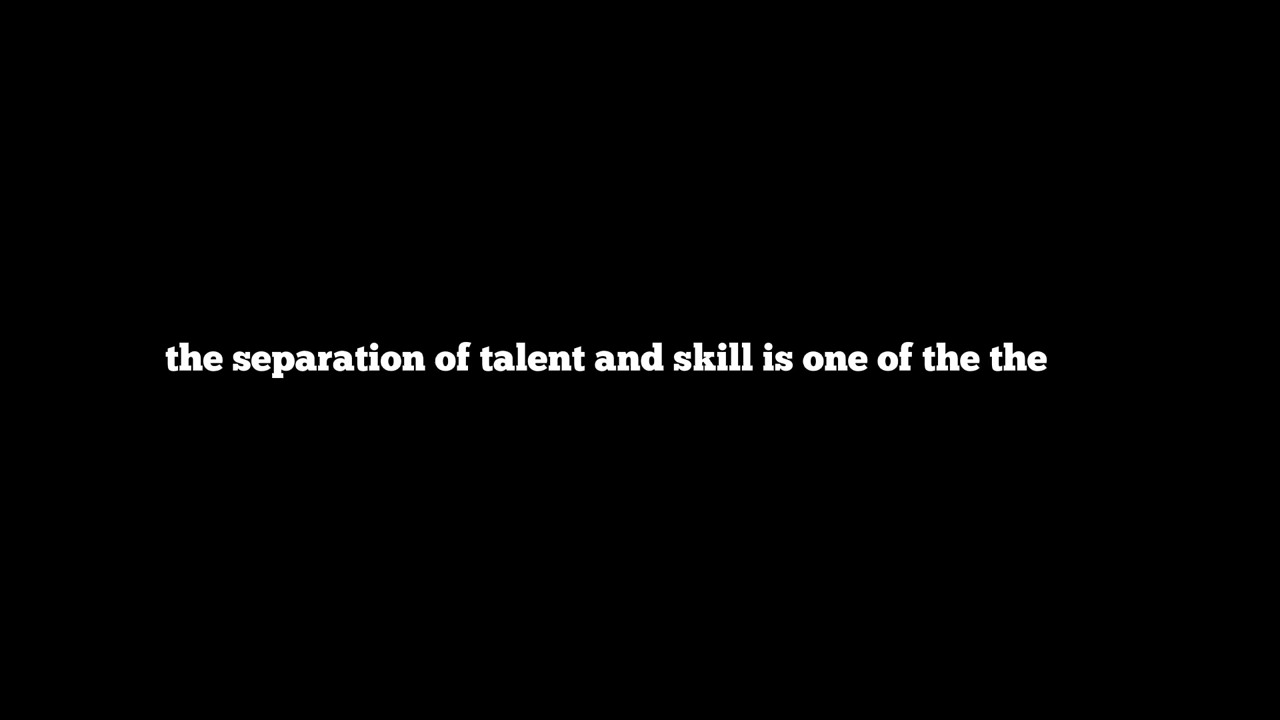 the separation of talent and skill is one of the the